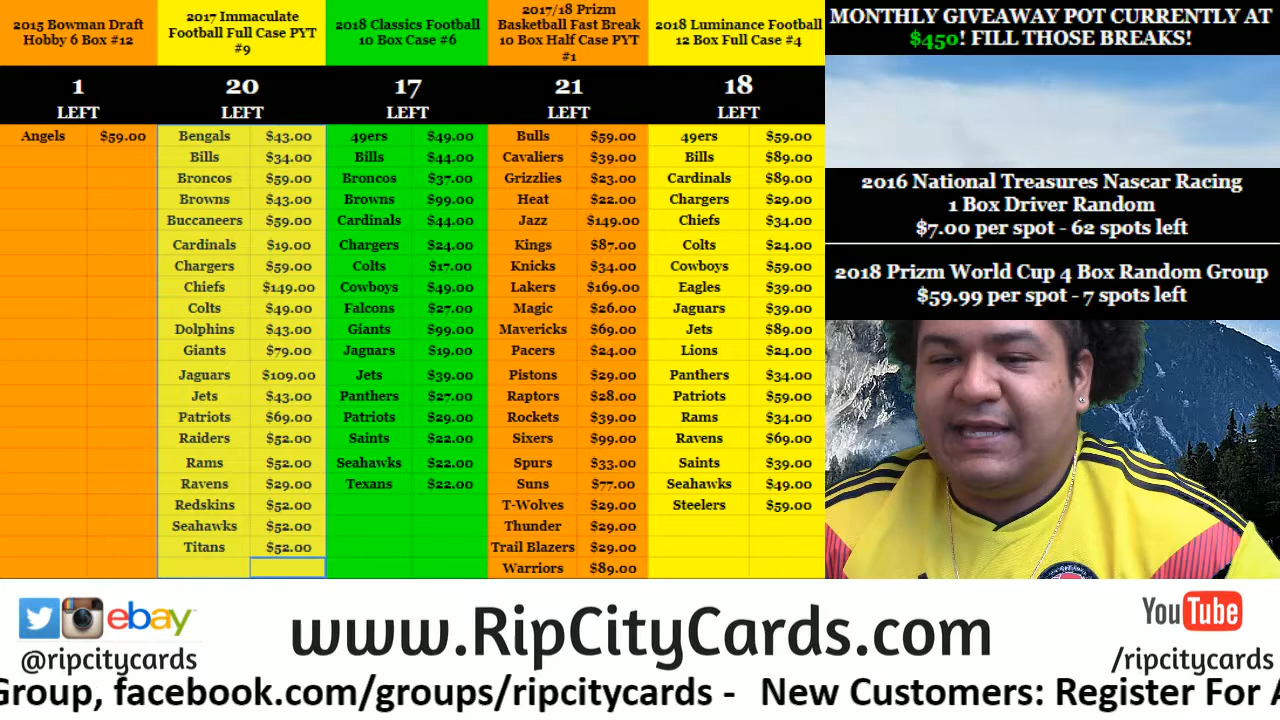 2015 Bowman Draft
Hobby 6 Box #12
1
LEFT
Angels $59.00
2017 Immaculate
Football Full Case PYT
#9
20
LEFT
Bengals $43.00
Bills $34.00
Broncos $59.00
Browns $43.00
Buccaneers $59.00
Cardinals $19.00
Chargers $59.00
Chiefs $149.00
Colts $49.00
Dolphins $43.00
Giants $79.00
Jaguars $109.00
Jets $43.00
Patriots $69.00
Raiders $52.00
Rams $52.00
Ravens $29.00
Redskins $52.00
Seahawks $52.00
Titans $52.00
2018 Classics Football
10 Box Case #6
17
LEFT
49ers $49.00
Bills $44.00
Broncos $37.00
Browns $99.00
Cardinals $44.00
Chargers $24.00
Colts $17.00
Cowboys $49.00
Falcons $27.00
Giants $99.00
Jaguars $19.00
Jets $39.00
Panthers $27.00
Patriots $29.00
Saints $22.00
Seahawks $22.00
Texans $22.00
2017/18 Prizm
Basketball Fast Break
10 Box Half Case PYT
#1
21
LEFT
Bulls $59.00
Cavaliers $39.00
Grizzlies $23.00
Heat $22.00
Jazz $149.00
Kings $87.00
Knicks $34.00
Lakers $169.00
Magic $26.00
Mavericks $69.00
Pacers $24.00
Pistons $29.00
Raptors $28.00
Rockets $39.00
Sixers $99.00
Spurs $33.00
Suns $77.00
T-Wolves $29.00
Thunder $29.00
Trail Blazers $29.00
Warriors $89.00
2018 Luminance Football
12 Box Full Case #4
18
LEFT
49ers $59.00
Bills $89.00
Cardinals $89.00
Chargers $29.00
Chiefs $34.00
Colts $24.00
Cowboys $59.00
Eagles $39.00
Jaguars $39.00
Jets $89.00
Lions $24.00
Panthers $34.00
Patriots $59.00
Rams $34.00
Ravens $69.00
Saints $39.00
Seahawks $49.00
Steelers $59.00
MONTHLY GIVEAWAY POT CURRENTLY AT
$450! FILL THOSE BREAKS!
2016 National Treasures Nascar Racing
1 Box Driver Random
$7.00 per spot - 62 spots left
2018 Prizm World Cup 4 Box Random Group
$59.99 per spot - 7 spots left
ebay
@ripcitycards
www.RipCityCards.com
YouTube
/ripcitycards
Group, facebook.com/groups/ripcitycards - New Customers: Register For